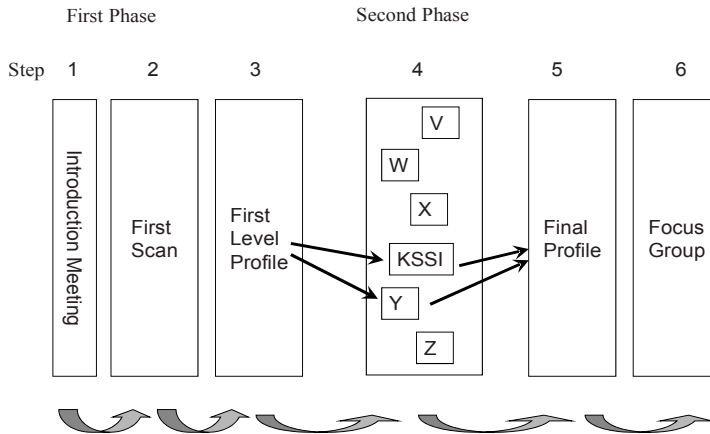 First Phase
Second Phase
Step 1 2 3 4 5 6
Introduction Meeting
First
Scan
First
Level
Profile
V
W
X
KSSI
Y
Z
Final
Profile
Focus
Group